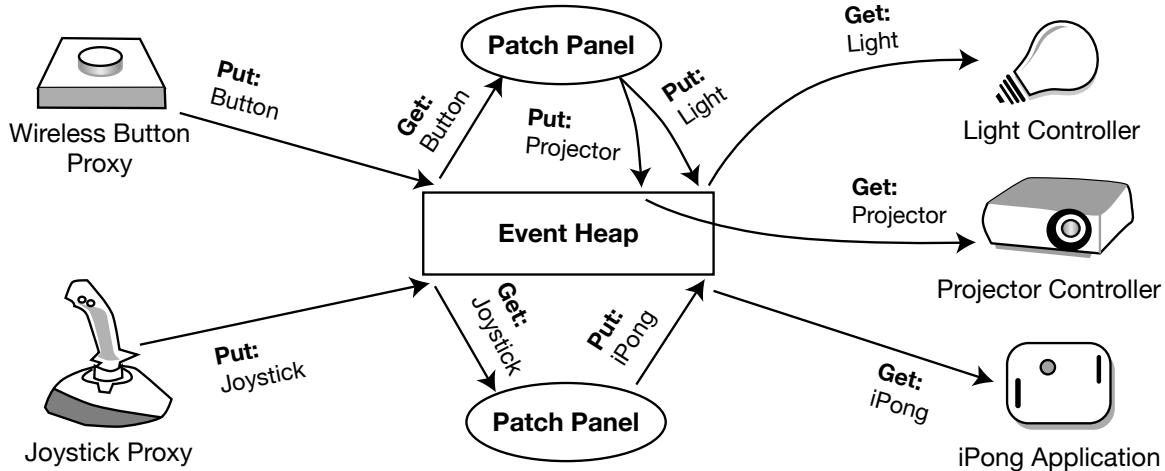 Patch Panel
Get:
Light
Put:
Button
Get:
Button
Put:
Projector
Put:
Light
Wireless Button
Proxy
Light Controller
Get:
Projector
Event Heap
Projector Controller
Get:
Joystick
Put:
iPong
Put:
Joystick
Get:
iPong
Patch Panel
Joystick Proxy
iPong Application